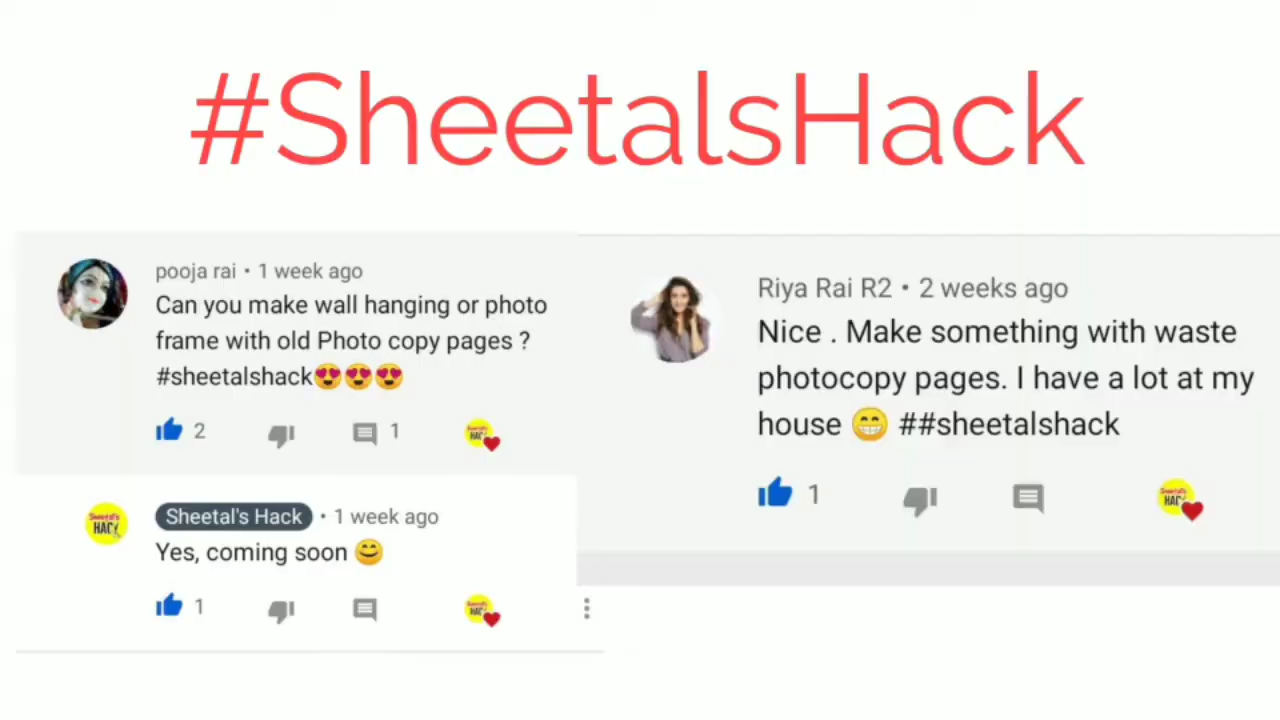 #SheetalsHack
pooja rai • 1 week ago
Can you make wall hanging or photo
frame with old Photo copy pages ?
#sheetalshack😍😍😍
2
1
Sheetal's HACK
Sheetal's Hack • 1 week ago
Yes, coming soon 😊
1
Riya Rai R2 • 2 weeks ago
Nice . Make something with waste
photocopy pages. I have a lot at my
house 😁 ##sheetalshack
1